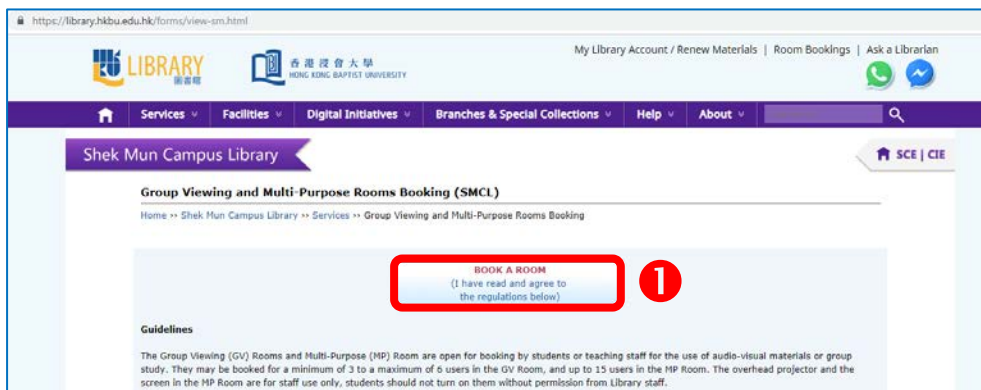 https://library.hkbu.edu.hk/forms/view-sm.html
My Library Account / Renew Materials | Room Bookings | Ask a Librarian
LIBRARY
圖書館
香港浸會大學
HONG KONG BAPTIST UNIVERSITY
Services Facilities Digital Initiatives Branches & Special Collections Help About
Shek Mun Campus Library
SCE | CIE
Group Viewing and Multi-Purpose Rooms Booking (SMCL)
Home ›› Shek Mun Campus Library ›› Services ›› Group Viewing and Multi-Purpose Rooms Booking
BOOK A ROOM
(I have read and agree to
the regulations below)
1
Guidelines
The Group Viewing (GV) Rooms and Multi-Purpose (MP) Room are open for booking by students or teaching staff for the use of audio-visual materials or group
study. They may be booked for a minimum of 3 to a maximum of 6 users in the GV Room, and up to 15 users in the MP Room. The overhead projector and the
screen in the MP Room are for staff use only, students should not turn on them without permission from Library staff.